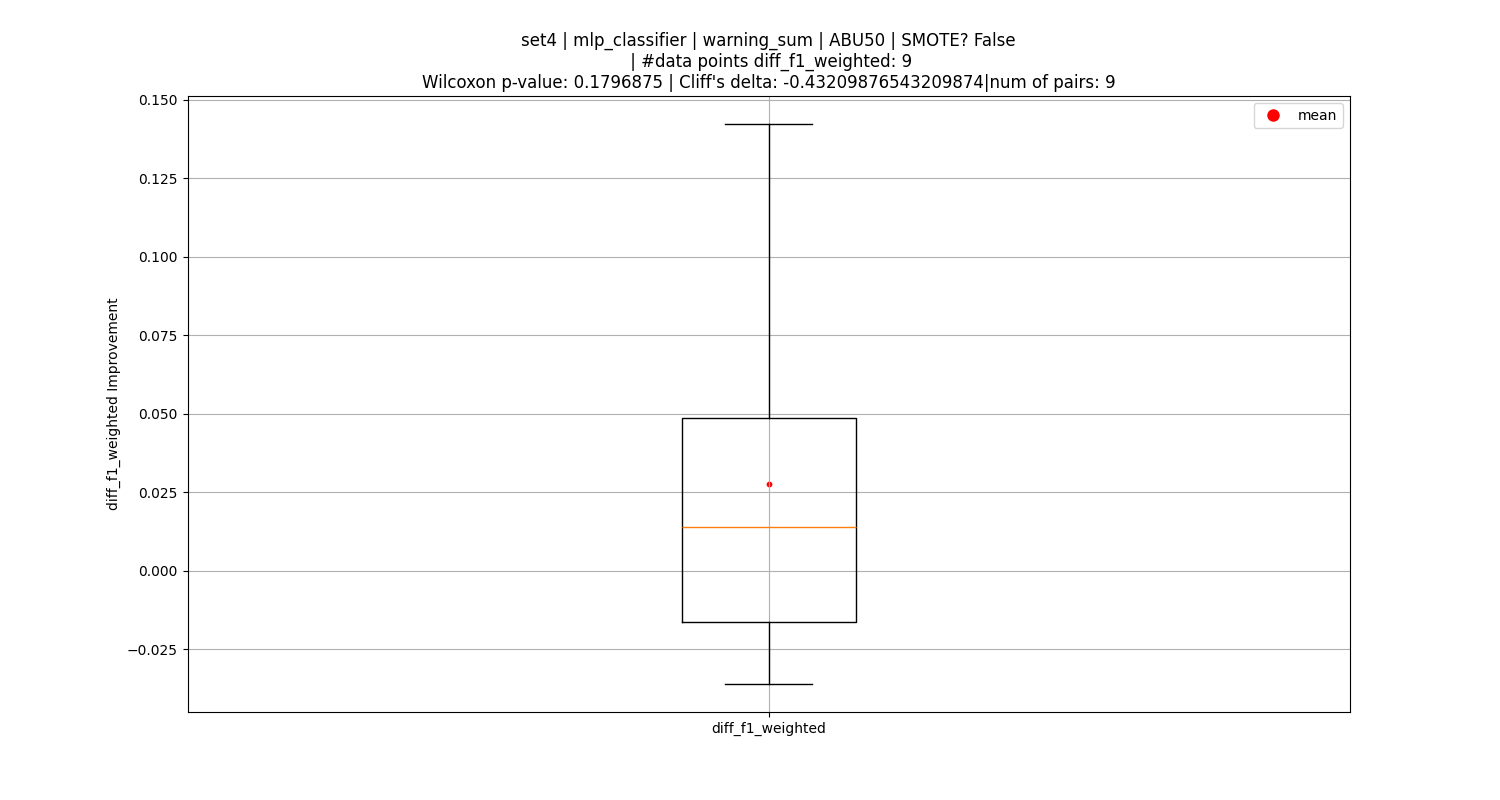 set4 | mlp_classifier | warning_sum | ABU50 | SMOTE? False
| #data points diff_f1_weighted: 9
Wilcoxon p-value: 0.1796875 | Cliff's delta: -0.43209876543209874|num of pairs: 9
mean
0.150
0.125
0.100
0.075
0.050
0.025
0.000
−0.025
diff_f1_weighted Improvement
diff_f1_weighted